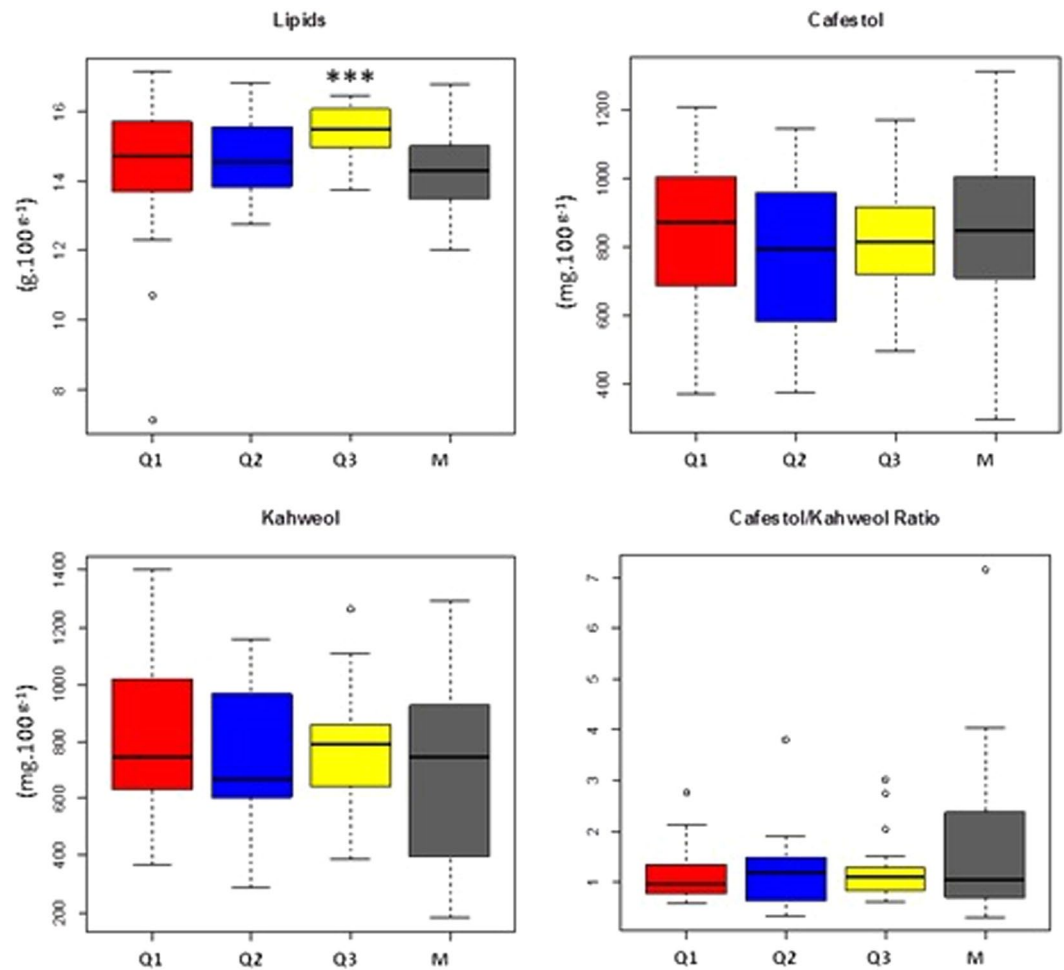 Lipids
Cafestol
***
(g.100 g-1)
16
14
12
10
8
Q1 Q2 Q3 M
(mg.100 g-1)
1200
1000
800
600
400
Q1 Q2 Q3 M
Kahweol
Cafestol/Kahweol Ratio
(mg.100 g-1)
1400
1200
1000
800
600
400
200
Q1 Q2 Q3 M
7
6
5
4
3
2
1
Q1 Q2 Q3 M